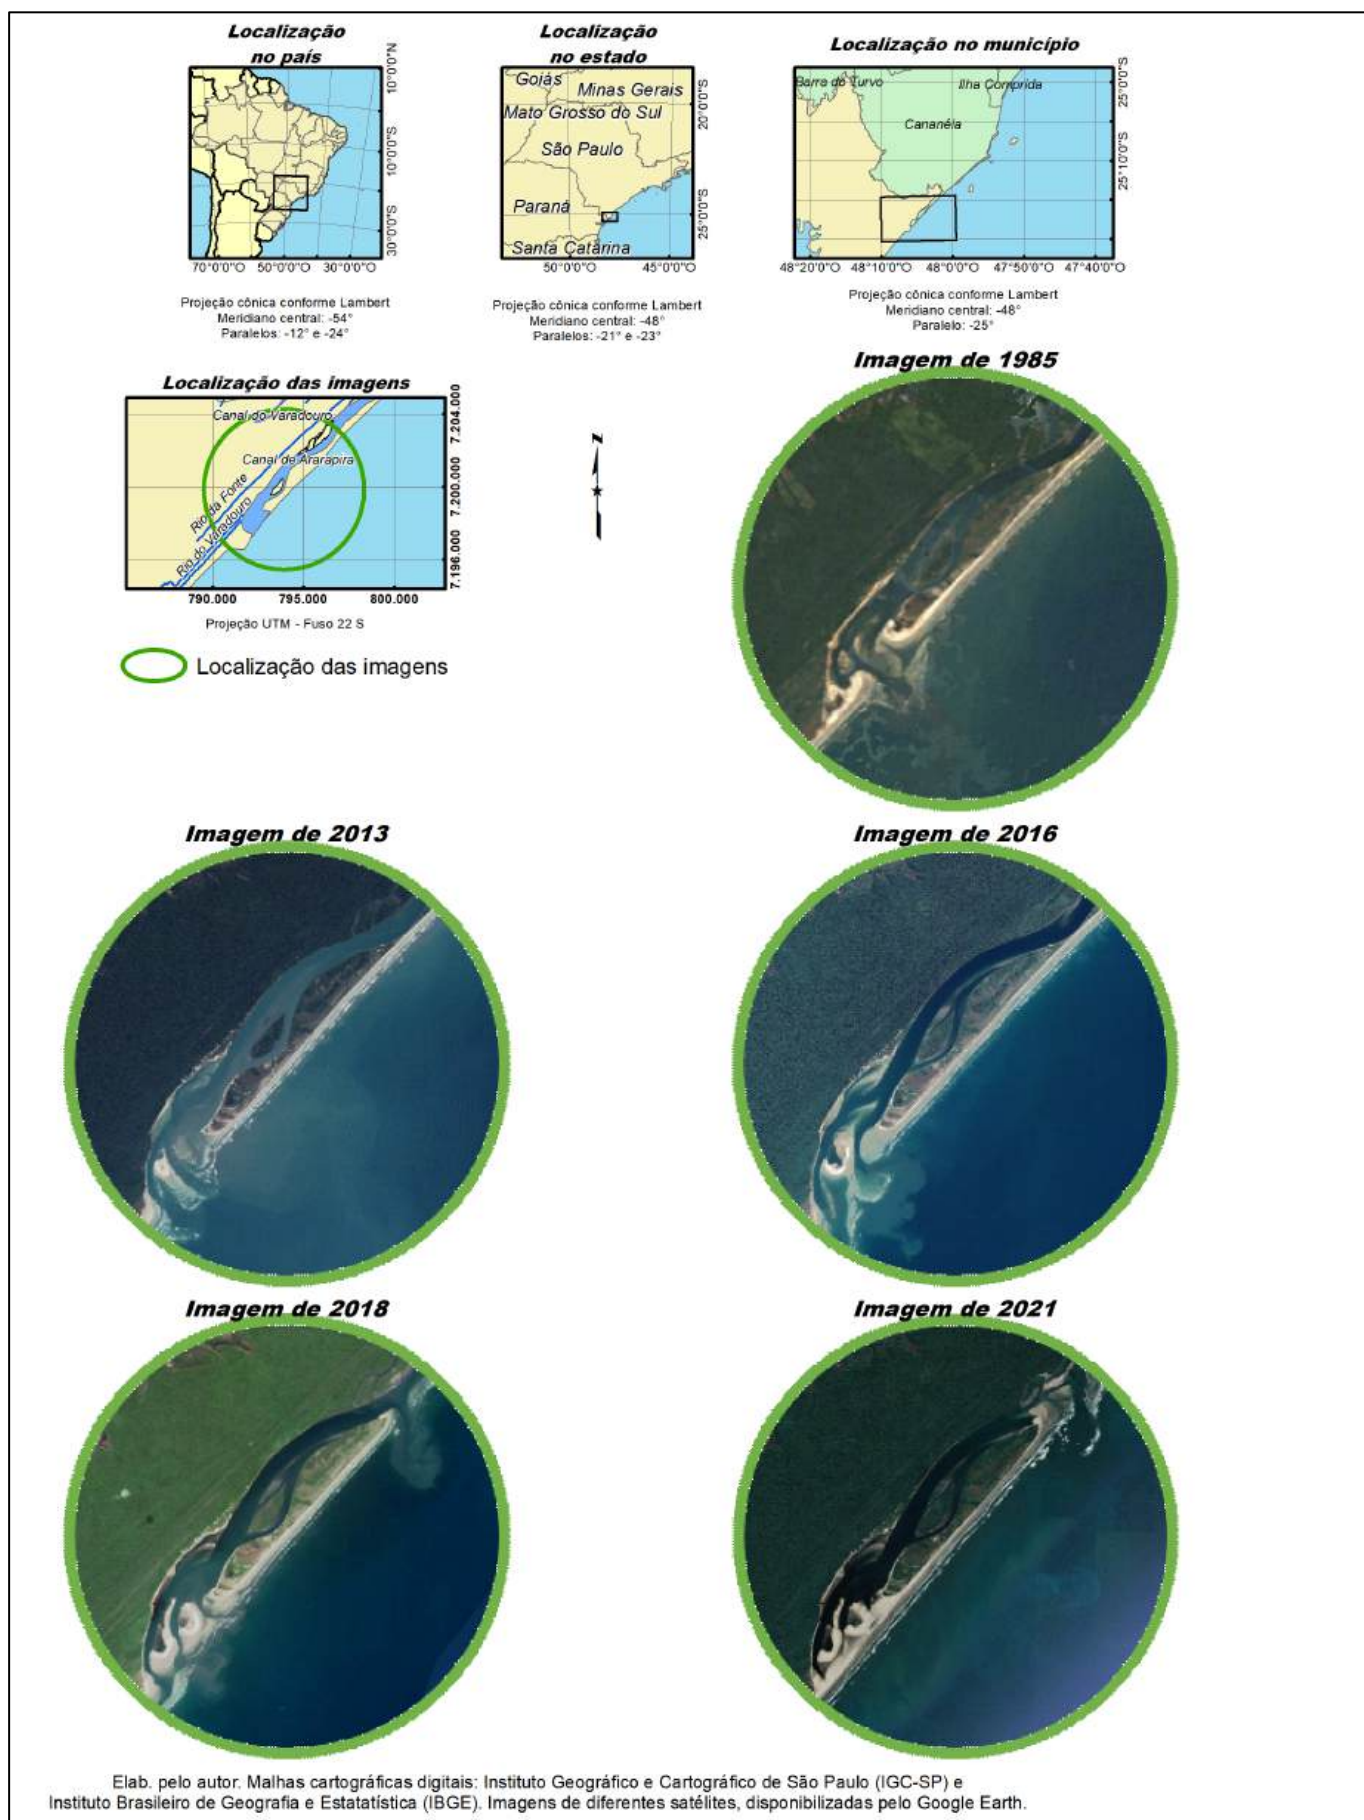 Localização
no país
10°0'0"N
10°0'0"S
30°0'0"S
70°0'0"O 50°0'0"O 30°0'0"O
Projeção cônica conforme Lambert
Meridiano central: -54°
Paralelos: -12° e -24°
Localização
no estado
Goiás
Minas Gerais
Mato Grosso do Sul
São Paulo
Paraná
Santa Catarina
20°0'0"S
25°0'0"S
50°0'0"O 45°0'0"O
Projeção cônica conforme Lambert
Meridiano central: -48°
Paralelos: -21° e -23°
Localização no município
Barra do Turvo
Ilha Comprida
Cananéia
25°0'0"S
25°10'0"S
25°20'0"S
48°20'0"O 48°10'0"O 48°0'0"O 47°50'0"O 47°40'0"O
Projeção cônica conforme Lambert
Meridiano central: -48°
Paralelo: -25°
Localização das imagens
Canal do Varadouro
Canal de Ararapira
Rio da Fonte
Rio do Varadouro
7.204.000
7.200.000
7.196.000
790.000 795.000 800.000
Projeção UTM - Fuso 22 S
Localização das imagens
N
Imagem de 1985
Imagem de 2013
Imagem de 2016
Imagem de 2018
Imagem de 2021
Elab. pelo autor. Malhas cartográficas digitais: Instituto Geográfico e Cartográfico de São Paulo (IGC-SP) e
Instituto Brasileiro de Geografia e Estatatística (IBGE). Imagens de diferentes satélites, disponibilizadas pelo Google Earth.